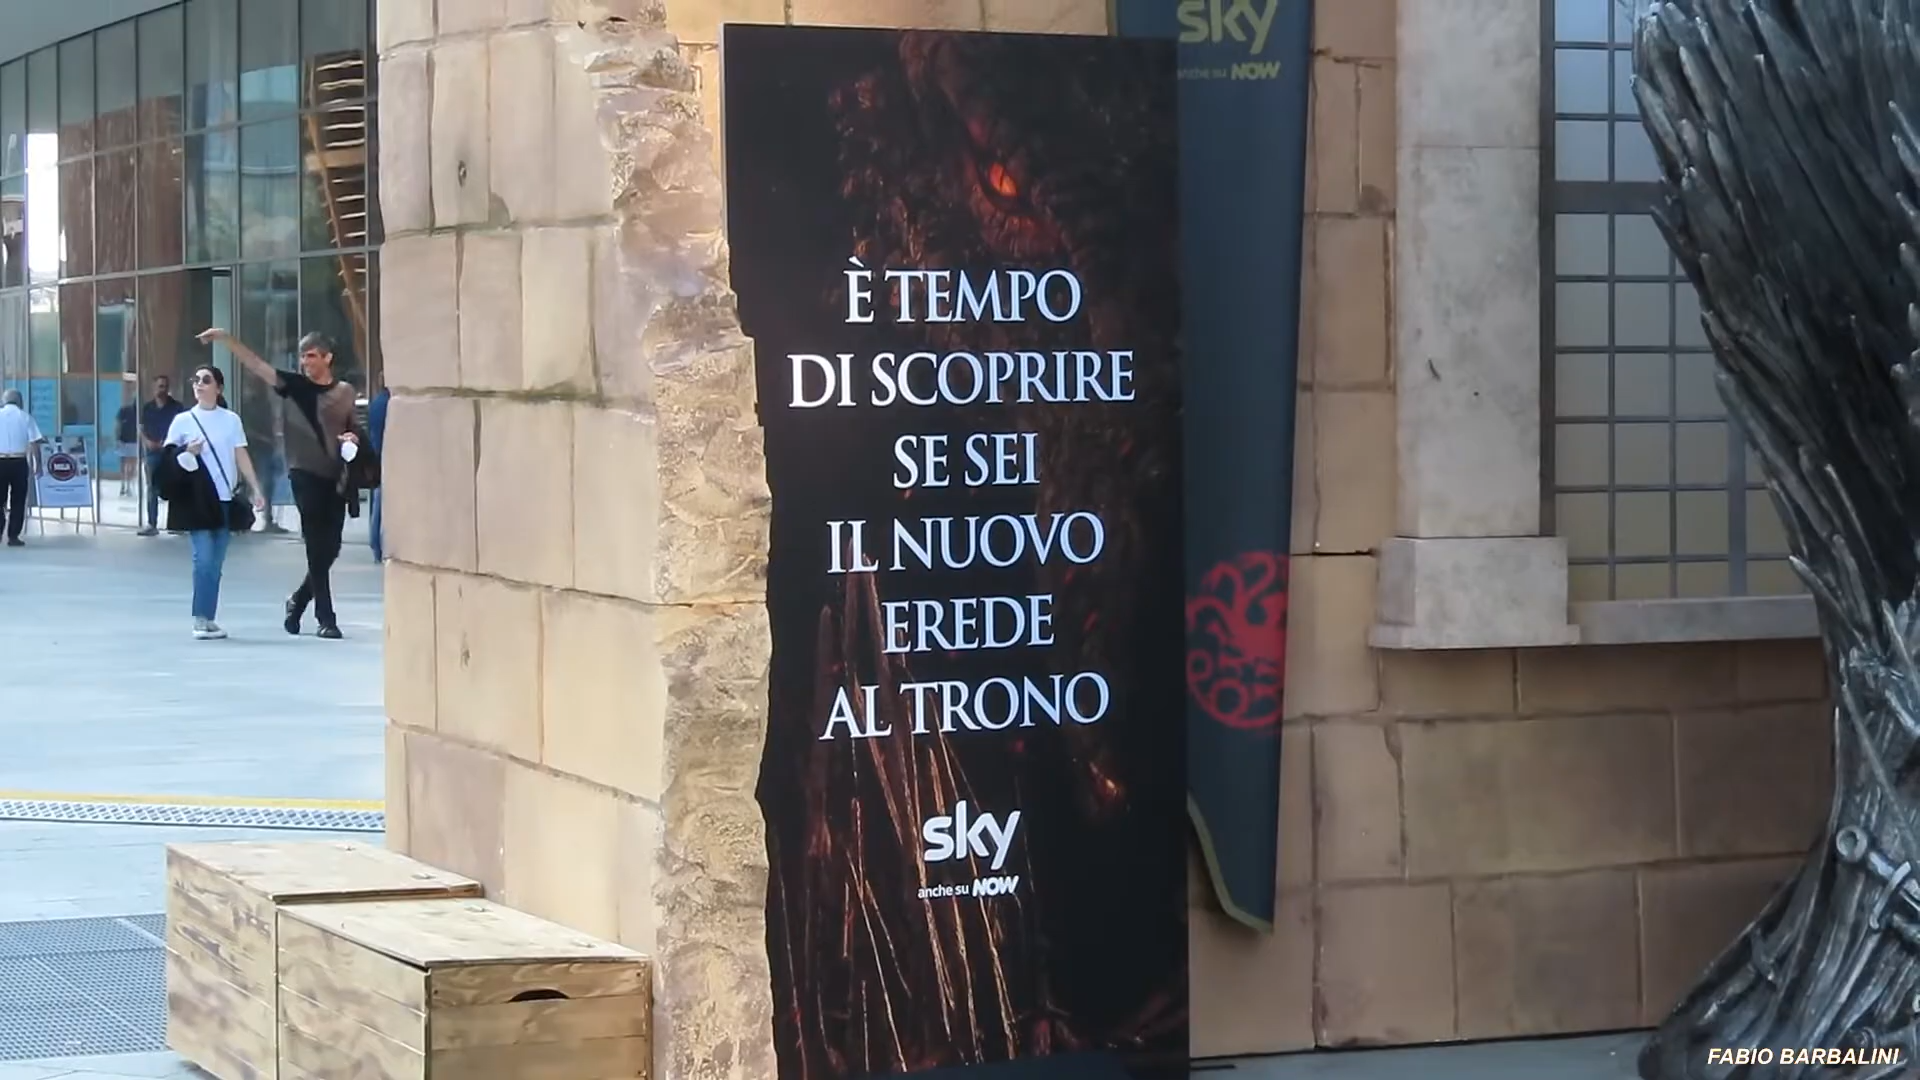 sky
anche su NOW
È TEMPO
DI SCOPRIRE
SE SEI
IL NUOVO
EREDE
AL TRONO
sky
anche su NOW
FABIO BARBALINI